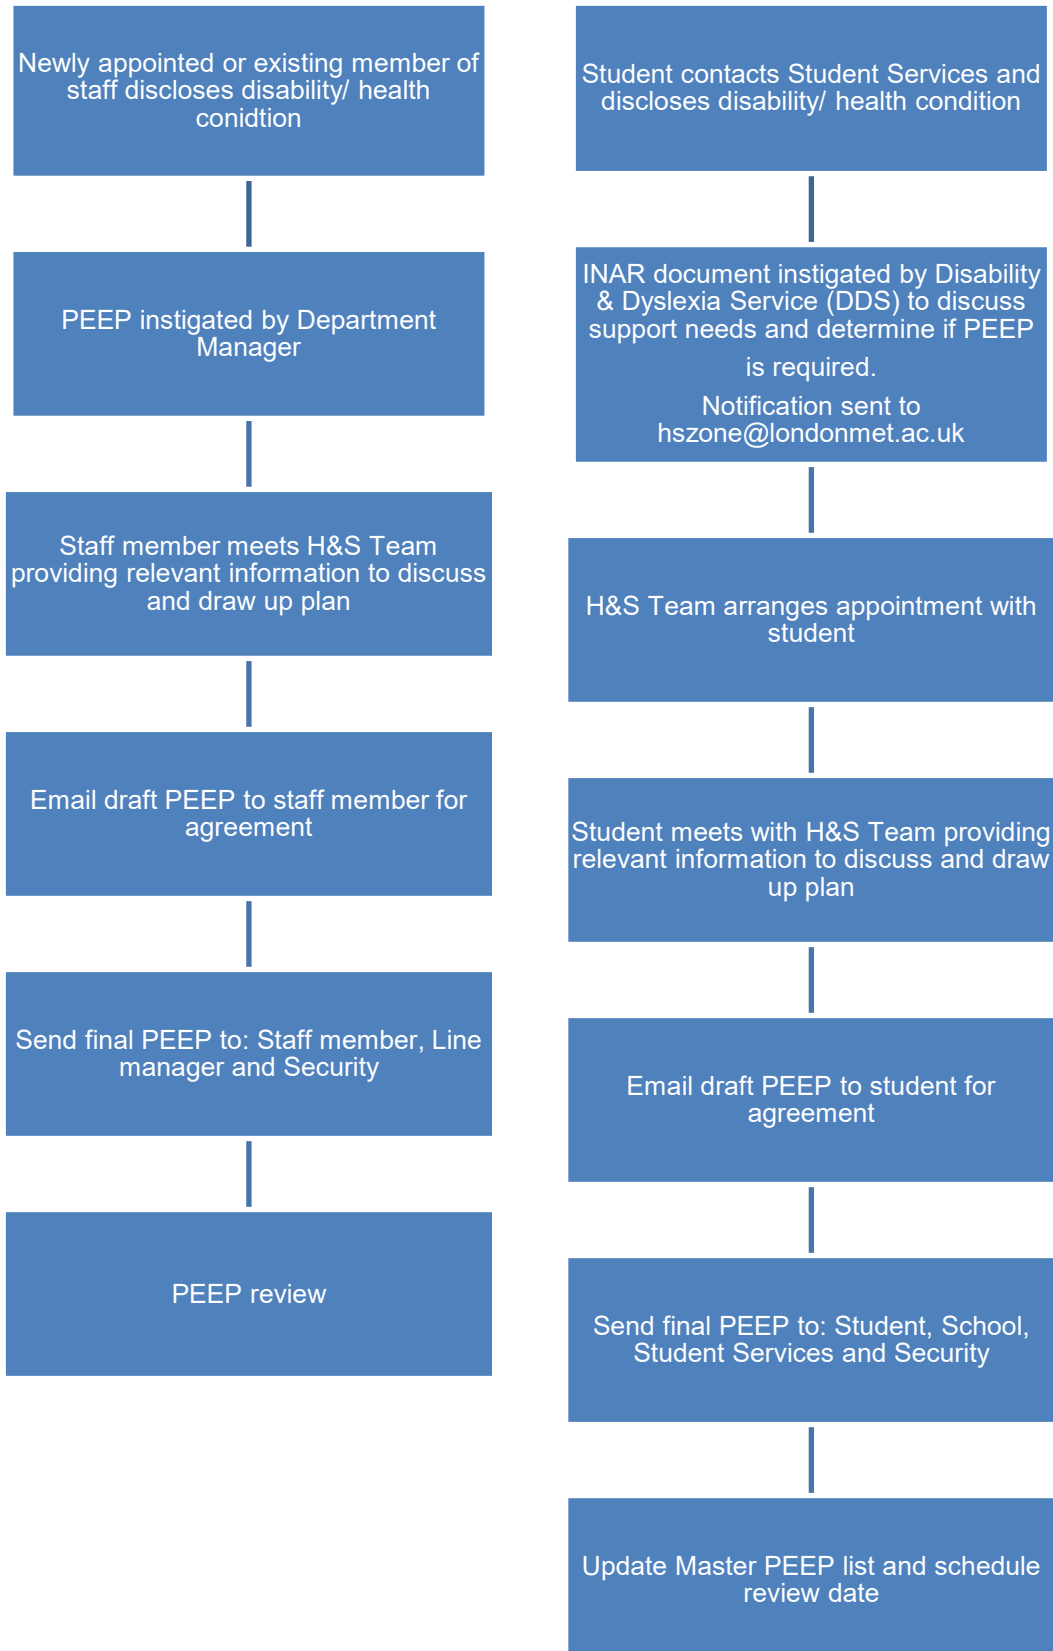 Newly appointed or existing member of
staff discloses disability/ health
conidtion
PEEP instigated by Department
Manager
Staff member meets H&S Team
providing relevant information to discuss
and draw up plan
Email draft PEEP to staff member for
agreement
Send final PEEP to: Staff member, Line
manager and Security
PEEP review
Student contacts Student Services and
discloses disability/ health condition
INAR document instigated by Disability
& Dyslexia Service (DDS) to discuss
support needs and determine if PEEP
is required.
Notification sent to
hszone@londonmet.ac.uk
H&S Team arranges appointment with
student
Student meets with H&S Team providing
relevant information to discuss and draw
up plan
Email draft PEEP to student for
agreement
Send final PEEP to: Student, School,
Student Services and Security
Update Master PEEP list and schedule
review date